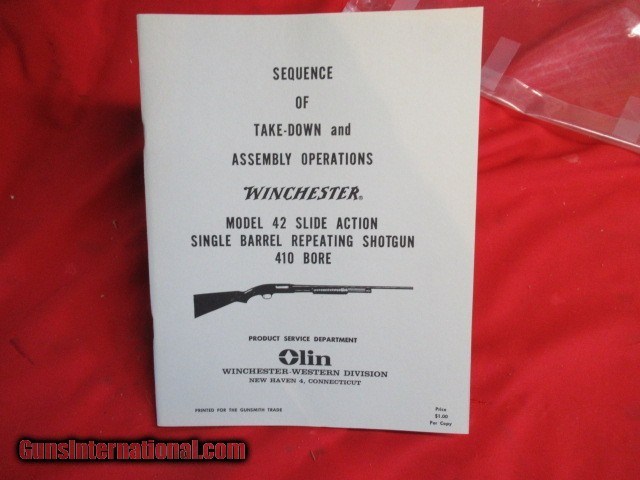 SEQUENCE
OF
TAKE-DOWN and
ASSEMBLY OPERATIONS
WINCHESTER®
MODEL 42 SLIDE ACTION
SINGLE BARREL REPEATING SHOTGUN
410 BORE
PRODUCT SERVICE DEPARTMENT
Olin
WINCHESTER-WESTERN DIVISION
NEW HAVEN 4, CONNECTICUT
PRINTED FOR THE GUNSMITH TRADE
Price
$1.00
Per Copy
GunsInternational.com